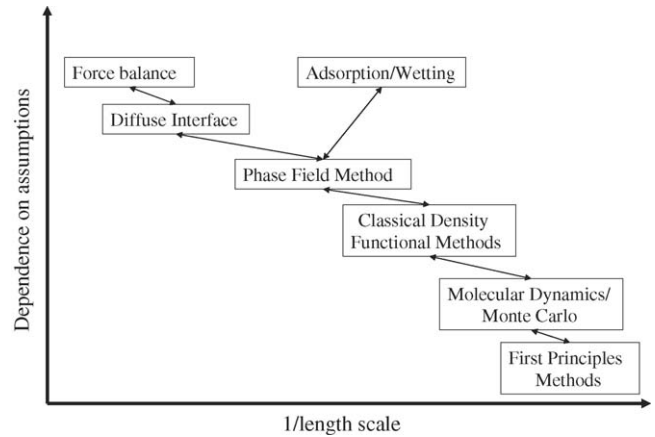 Dependence on assumptions
Force balance
Adsorption/Wetting
Diffuse Interface
Phase Field Method
Classical Density
Functional Methods
Molecular Dynamics/
Monte Carlo
First Principles
Methods
1/length scale